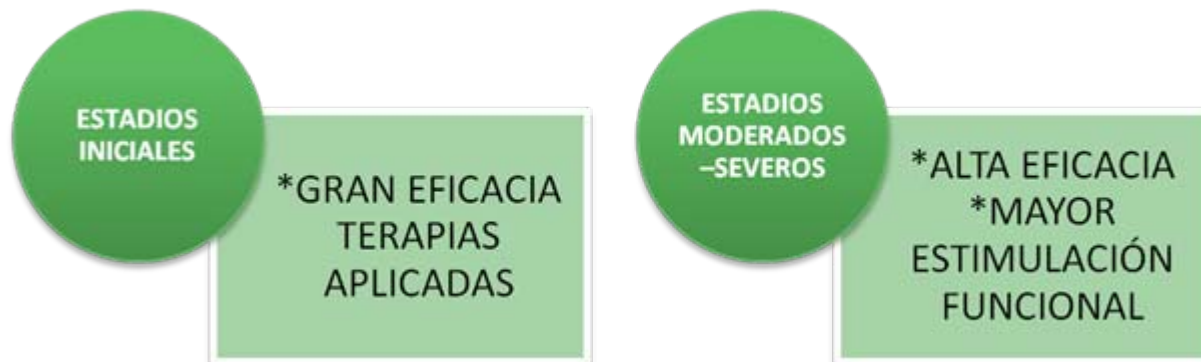 ESTADIOS
INICIALES
*GRAN EFICACIA
TERAPIAS
APLICADAS
ESTADIOS
MODERADOS
–SEVEROS
*ALTA EFICACIA
*MAYOR
ESTIMULACIÓN
FUNCIONAL